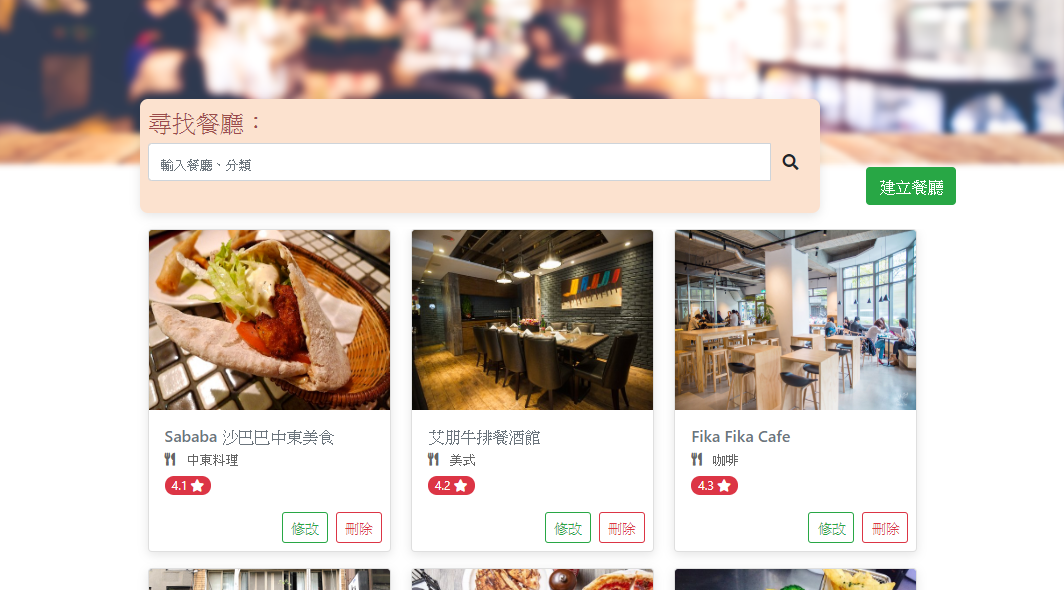 尋找餐廳：
輸入餐廳、分類
建立餐廳
Sababa 沙巴巴中東美食
中東料理
4.1
修改 刪除
艾朋牛排餐酒館
美式
4.2
修改 刪除
Fika Fika Cafe
咖啡
4.3
修改 刪除